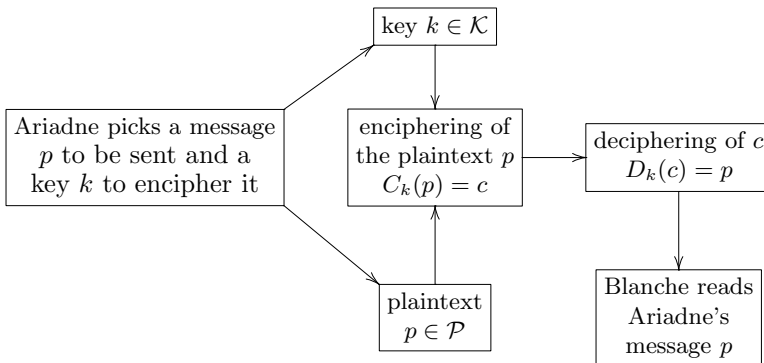 key k ∈ 𝒦
Ariadne picks a message
p to be sent and a
key k to encipher it
enciphering of
the plaintext p
C_k(p) = c
deciphering of c
D_k(c) = p
plaintext
p ∈ 𝒫
Blanche reads
Ariadne's
message p